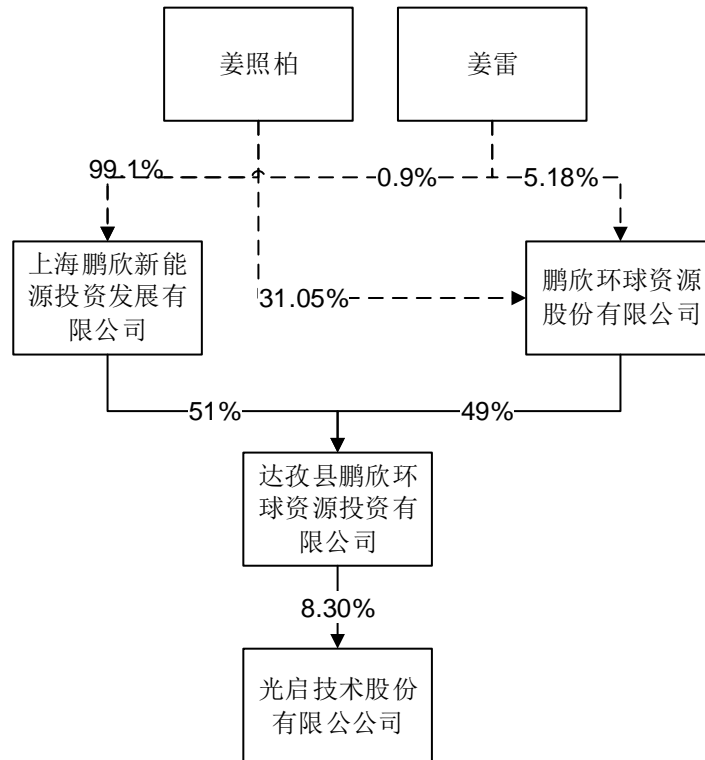 姜照柏
姜雷
99.1%
0.9%
5.18%
上海鹏欣新能
源投资发展有
限公司
鹏欣环球资源
股份有限公司
31.05%
51%
49%
达孜县鹏欣环
球资源投资有
限公司
8.30%
光启技术股份
有限公公司